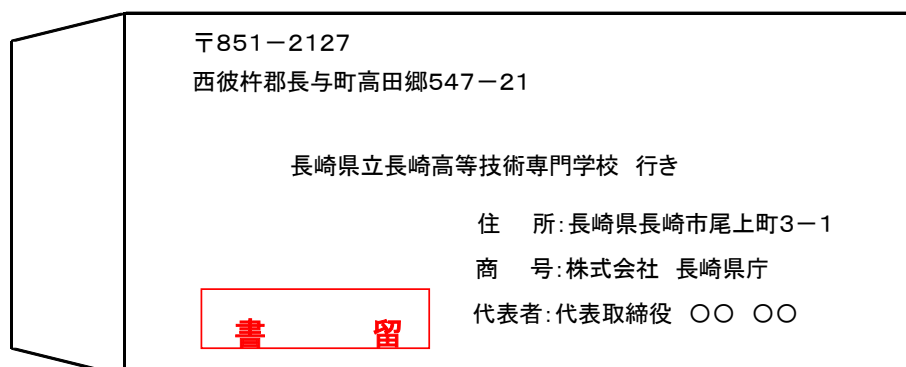 〒851－2127
西彼杵郡長与町高田郷547－21
長崎県立長崎高等技術専門学校　行き
住　所：長崎県長崎市尾上町3－1
商　号：株式会社　長崎県庁
代表者：代表取締役　○○　○○
書　　留